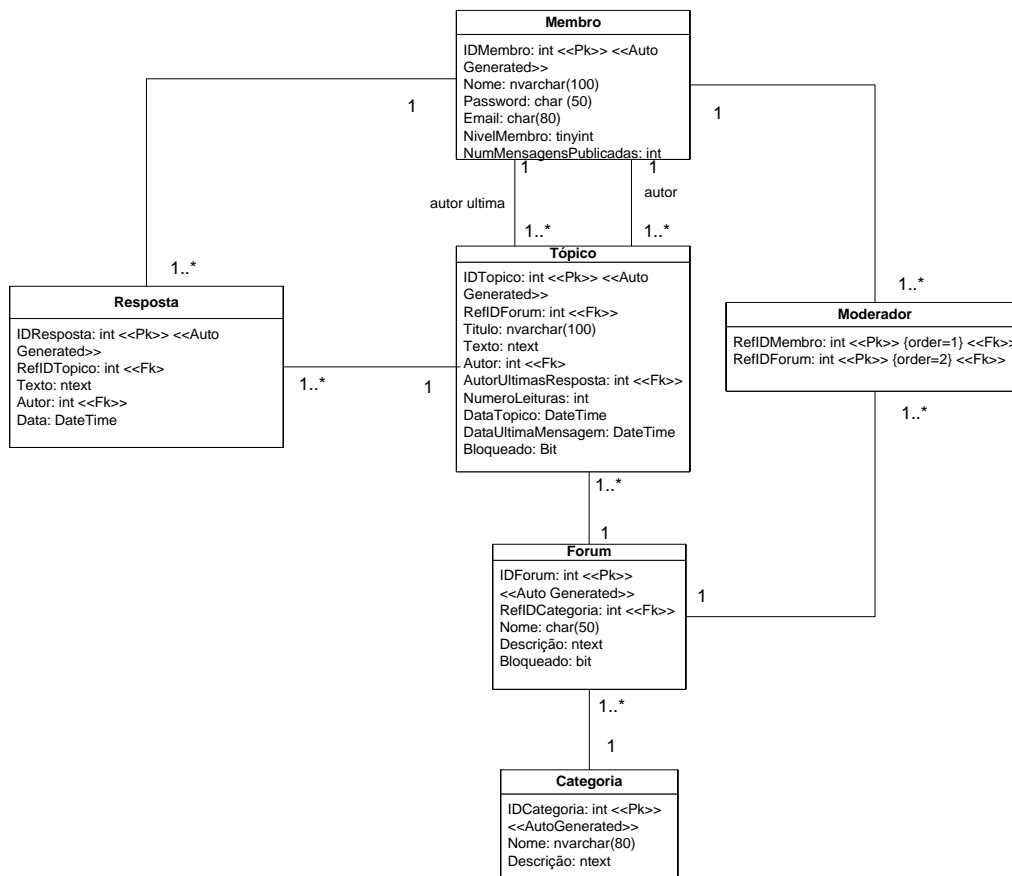 Membro
IDMembro: int <<Pk>> <<Auto
Generated>>
Nome: nvarchar(100)
Password: char (50)
Email: char(80)
NivelMembro: tinyint
NumMensagensPublicadas: int
1
1
1
1
autor ultima
autor
1..*
1..*
Tópico
IDTopico: int <<Pk>> <<Auto
Generated>>
RefIDForum: int <<Fk>>
Titulo: nvarchar(100)
Texto: ntext
Autor: int <<Fk>
AutorUltimasResposta: int <<Fk>>
NumeroLeituras: int
DataTopico: DateTime
DataUltimaMensagem: DateTime
Bloqueado: Bit
1..*
Resposta
IDResposta: int <<Pk>> <<Auto
Generated>>
RefIDTopico: int <<Fk>
Texto: ntext
Autor: int <<Fk>>
Data: DateTime
1..*
1
1..*
Moderador
RefIDMembro: int <<Pk>> {order=1} <<Fk>>
RefIDForum: int <<Pk>> {order=2} <<Fk>>
1..*
1..*
1
Forum
IDForum: int <<Pk>>
<<Auto Generated>>
RefIDCategoria: int <<Fk>>
Nome: char(50)
Descrição: ntext
Bloqueado: bit
1
1..*
1
Categoria
IDCategoria: int <<Pk>>
<<AutoGenerated>>
Nome: nvarchar(80)
Descrição: ntext